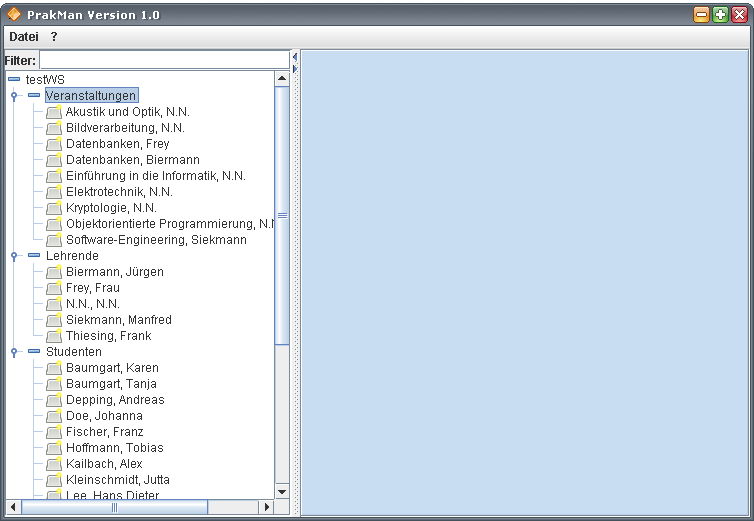 PrakMan Version 1.0
Datei ?
Filter:
testWS
Veranstaltungen
Akustik und Optik, N.N.
Bildverarbeitung, N.N.
Datenbanken, Frey
Datenbanken, Biermann
Einführung in die Informatik, N.N.
Elektrotechnik, N.N.
Kryptologie, N.N.
Objektorientierte Programmierung, N.N
Software-Engineering, Siekmann
Lehrende
Biermann, Jürgen
Frey, Frau
N.N., N.N.
Siekmann, Manfred
Thiesing, Frank
Studenten
Baumgart, Karen
Baumgart, Tanja
Depping, Andreas
Doe, Johanna
Fischer, Franz
Hoffmann, Tobias
Kailbach, Alex
Kleinschmidt, Jutta
Lee, Hans Dieter